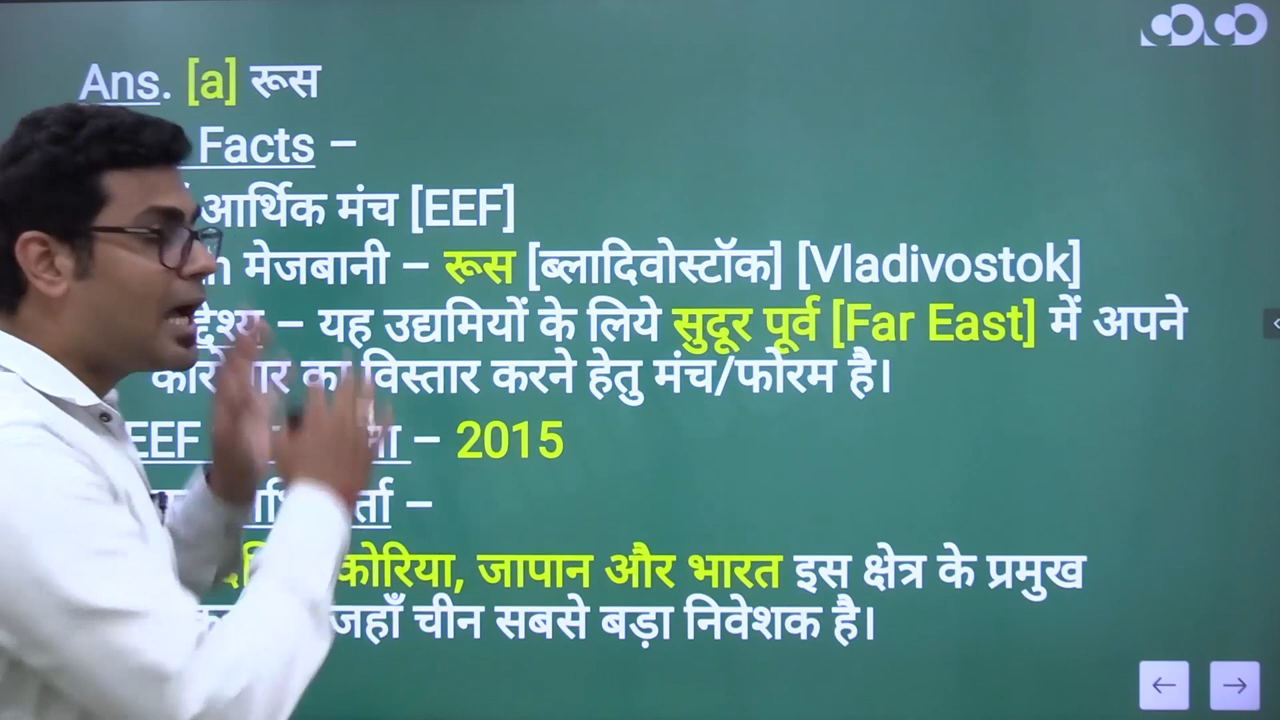 Ans. [a] रूस
Facts –
आर्थिक मंच [EEF]
मेजबानी – रूस [ब्लादिवोस्टॉक] [Vladivostok]
– यह उद्यमियों के लिये सुदूर पूर्व [Far East] में अपने
का विस्तार करने हेतु मंच/फोरम है।
EEF – 2015
–
कोरिया, जापान और भारत इस क्षेत्र के प्रमुख
जहाँ चीन सबसे बड़ा निवेशक है।